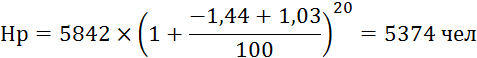 Нр = 5842 × (1 + (−1,44 + 1,03)/100)^20 = 5374 чел